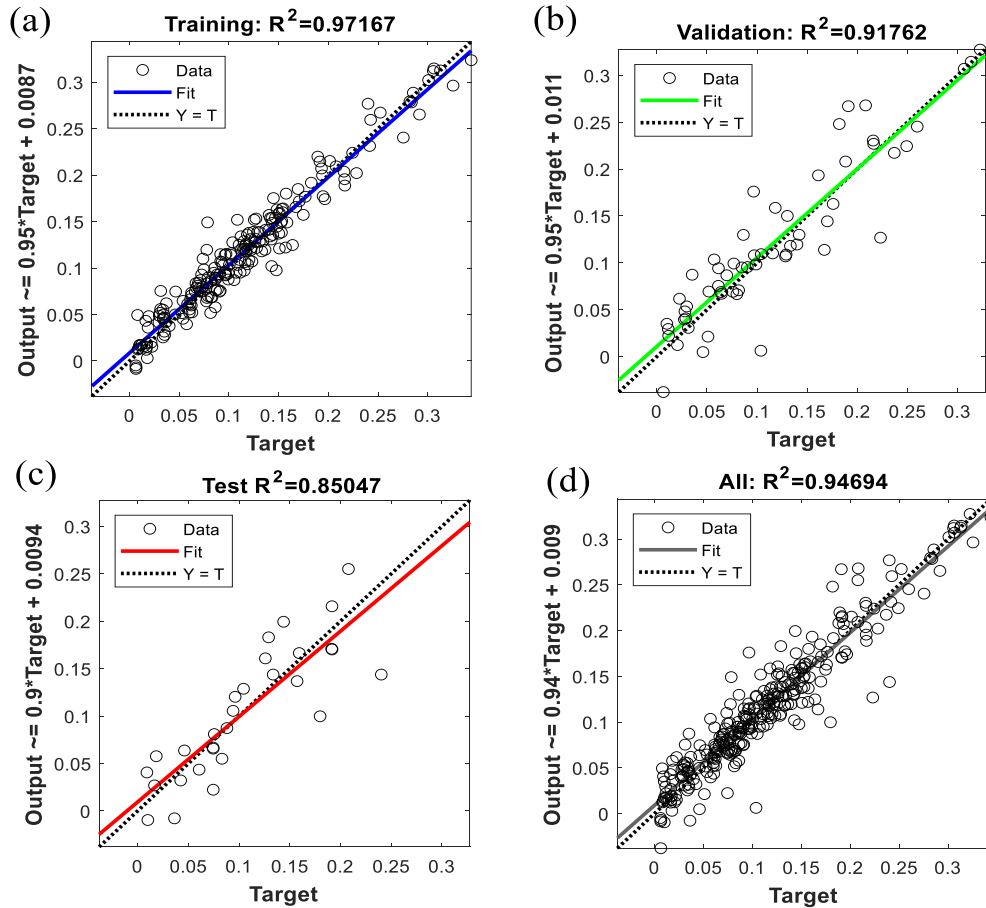 (a)
Training: R²=0.97167
Output ~= 0.95*Target + 0.0087
Data
Fit
Y = T
0.3
0.25
0.2
0.15
0.1
0.05
0
0 0.05 0.1 0.15 0.2 0.25 0.3
Target
(b)
Validation: R²=0.91762
Output ~= 0.95*Target + 0.011
Data
Fit
Y = T
0.3
0.25
0.2
0.15
0.1
0.05
0
0 0.05 0.1 0.15 0.2 0.25 0.3
Target
(c)
Test R²=0.85047
Output ~= 0.9*Target + 0.0094
Data
Fit
Y = T
0.3
0.25
0.2
0.15
0.1
0.05
0
0 0.05 0.1 0.15 0.2 0.25 0.3
Target
(d)
All: R²=0.94694
Output ~= 0.94*Target + 0.009
Data
Fit
Y = T
0.3
0.25
0.2
0.15
0.1
0.05
0
0 0.05 0.1 0.15 0.2 0.25 0.3
Target